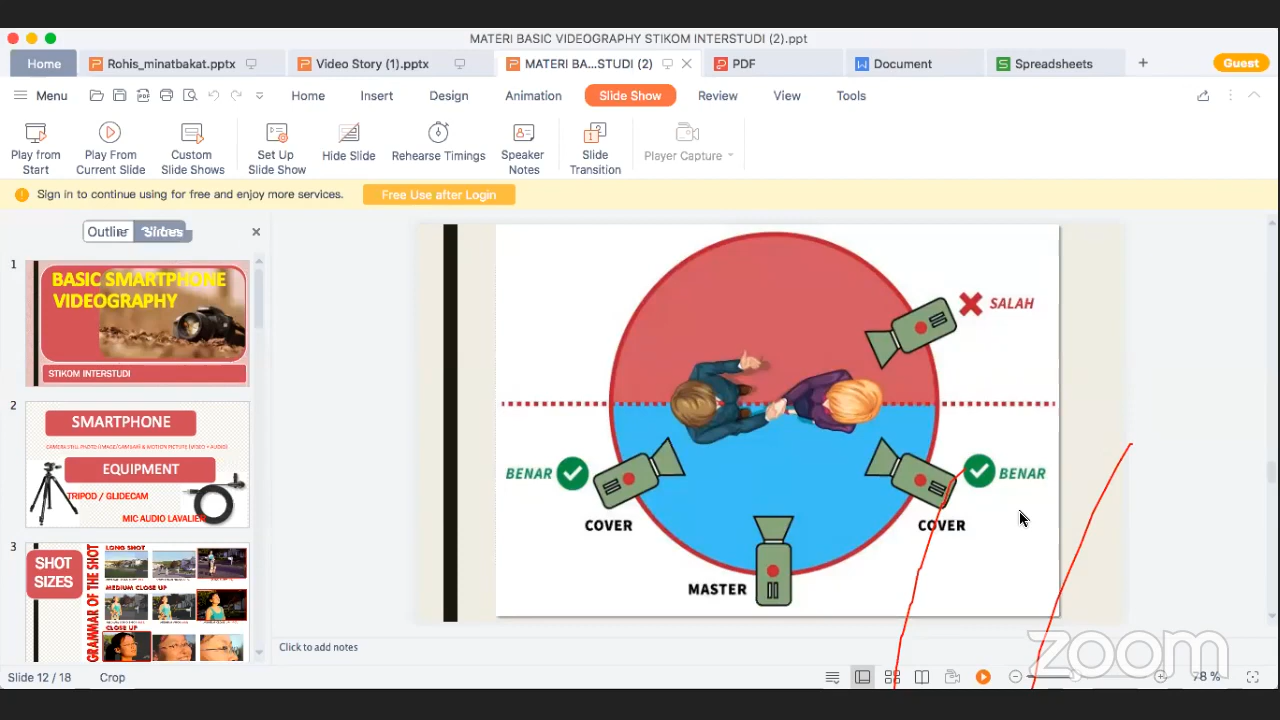 MATERI BASIC VIDEOGRAPHY STIKOM INTERSTUDI (2).ppt
Home Rohis_minatbakat.pptx Video Story (1).pptx MATERI BA...STUDI (2) PDF Document Spreadsheets + Guest
Menu Home Insert Design Animation Slide Show Review View Tools
Play from Start
Play From Current Slide
Custom Slide Shows
Set Up Slide Show
Hide Slide
Rehearse Timings
Speaker Notes
Slide Transition
Player Capture
Sign in to continue using for free and enjoy more services. Free Use after Login
Outline Slides
1
BASIC SMARTPHONE
VIDEOGRAPHY
STIKOM INTERSTUDI
2
SMARTPHONE
EQUIPMENT
TRIPOD / GLIDECAM
MIC AUDIO LAVALIER
3
SHOT
SIZES
GRAMMAR OF THE SHOT
LONG SHOT
MEDIUM CLOSE UP
CLOSE UP
SALAH
BENAR
BENAR
COVER
COVER
MASTER
Click to add notes
zoom
Slide 12 / 18 Crop
78 %